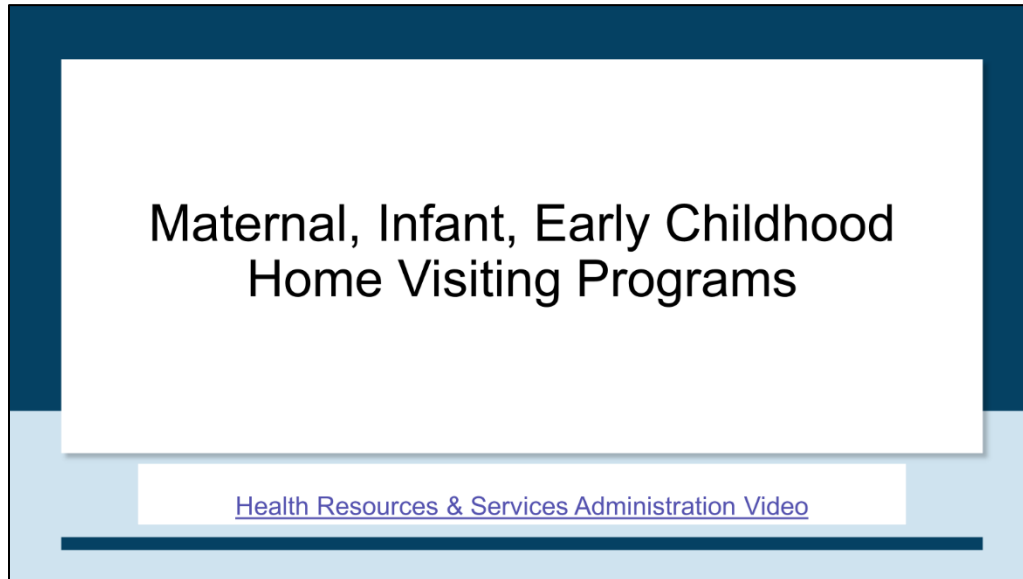 Maternal, Infant, Early Childhood
Home Visiting Programs
Health Resources & Services Administration Video